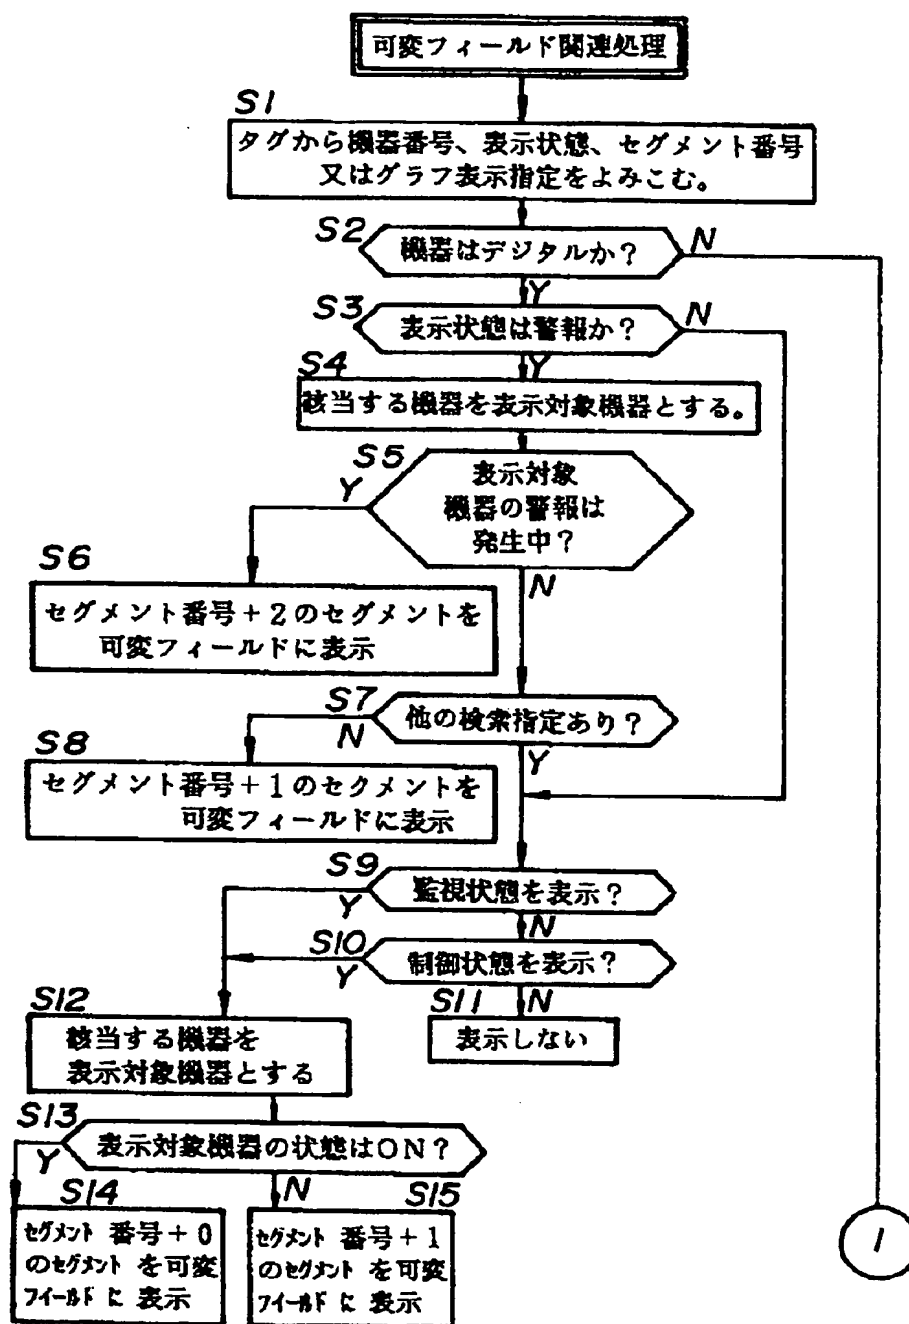 可変フィールド関連処理
S1
タグから機器番号、表示状態、セグメント番号
又はグラフ表示指定をよみこむ。
S2
機器はデジタルか?
N
Y
S3
表示状態は警報か?
N
Y
S4
該当する機器を表示対象機器とする。
S5
表示対象
機器の警報は
発生中?
Y
N
S6
セグメント番号+2のセグメントを
可変フィールドに表示
S7
他の検索指定あり?
N
Y
S8
セグメント番号+1のセクメントを
可変フィールドに表示
S9
監視状態を表示?
Y
N
S10
制御状態を表示?
Y
N
S11
表示しない
S12
該当する機器を
表示対象機器とする
S13
表示対象機器の状態はON?
Y
N
S14
セグメント 番号+0
のセグメント を可変
フイールド に 表示
S15
セグメント 番号+1
のセグメント を可変
フイールド に 表示
1